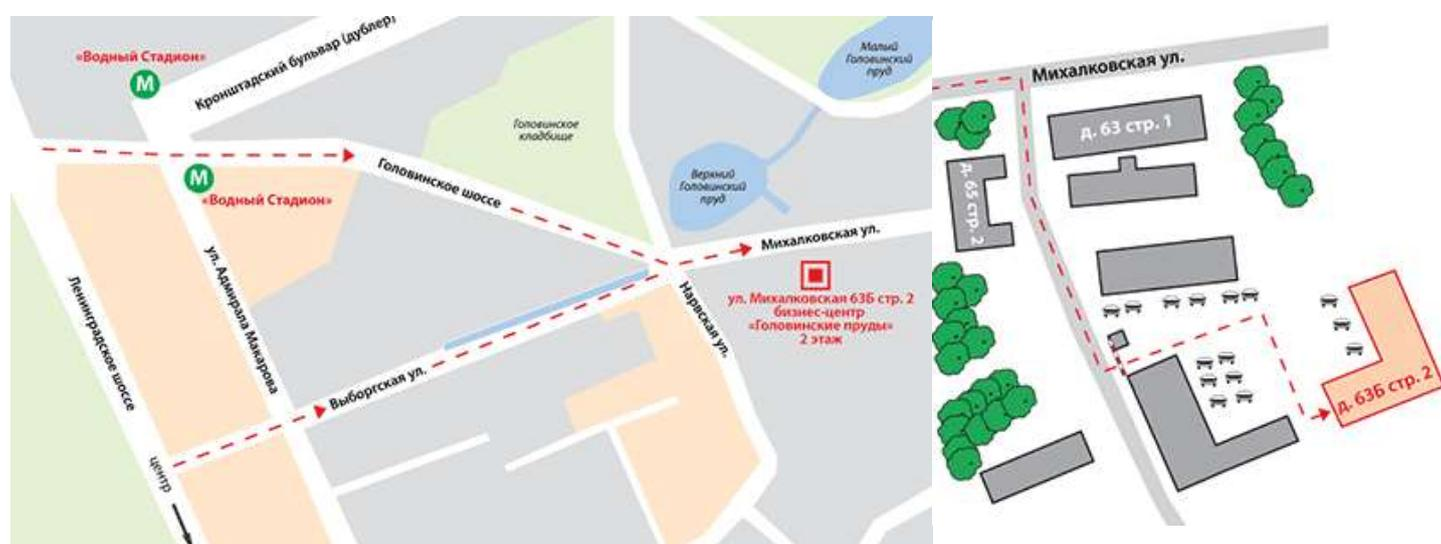 «Водный Стадион»
М
Кронштадский бульвар (дублер)
Малый
Головинский
пруд
Головинское
кладбище
М
«Водный Стадион»
Головинское шоссе
Верхний
Головинский
пруд
Михалковская ул.
ул. Михалковская 63Б стр. 2
бизнес-центр
«Головинские пруды»
2 этаж
Ленинградское шоссе
ул. Адмирала Макарова
Нарвская ул.
Выборгская ул.
центр
Михалковская ул.
д. 63 стр. 1
д. 65 стр. 2
д. 63Б стр. 2